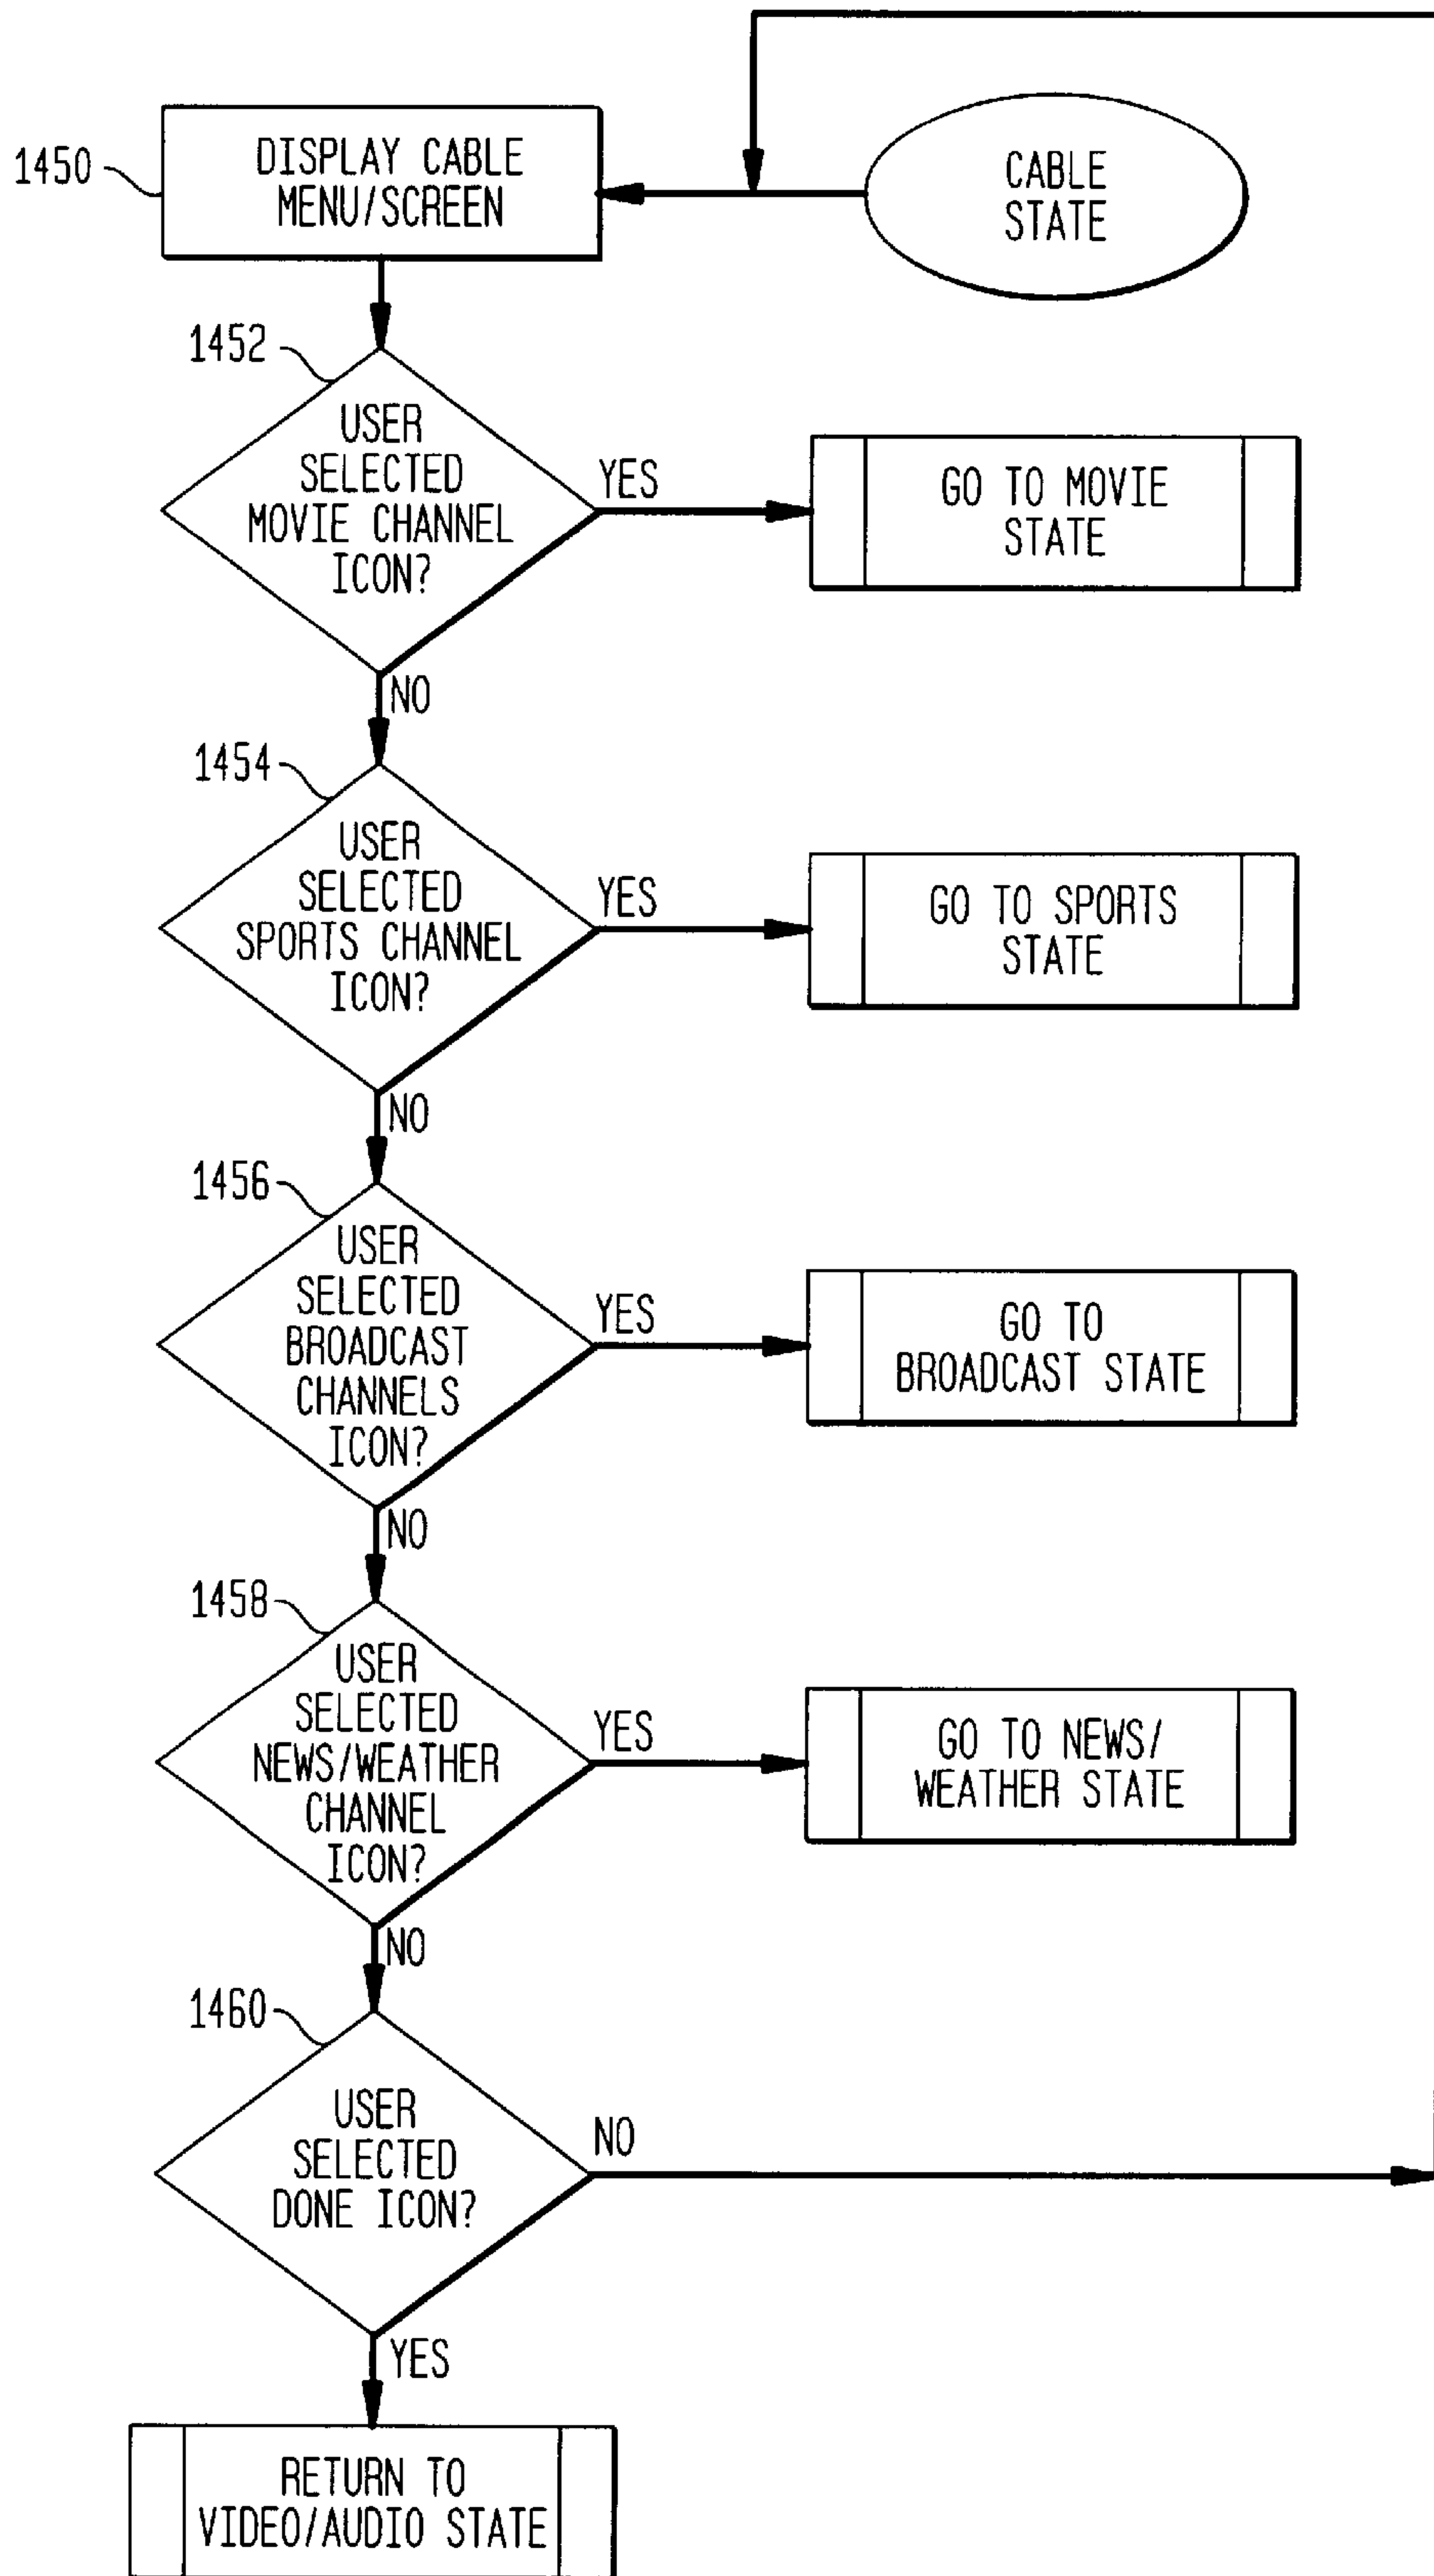 1450
DISPLAY CABLE
MENU/SCREEN
CABLE
STATE
1452
USER
SELECTED
MOVIE CHANNEL
ICON?
YES
GO TO MOVIE
STATE
NO
1454
USER
SELECTED
SPORTS CHANNEL
ICON?
YES
GO TO SPORTS
STATE
NO
1456
USER
SELECTED
BROADCAST
CHANNELS
ICON?
YES
GO TO
BROADCAST STATE
NO
1458
USER
SELECTED
NEWS/WEATHER
CHANNEL
ICON?
YES
GO TO NEWS/
WEATHER STATE
NO
1460
USER
SELECTED
DONE ICON?
NO
YES
RETURN TO
VIDEO/AUDIO STATE